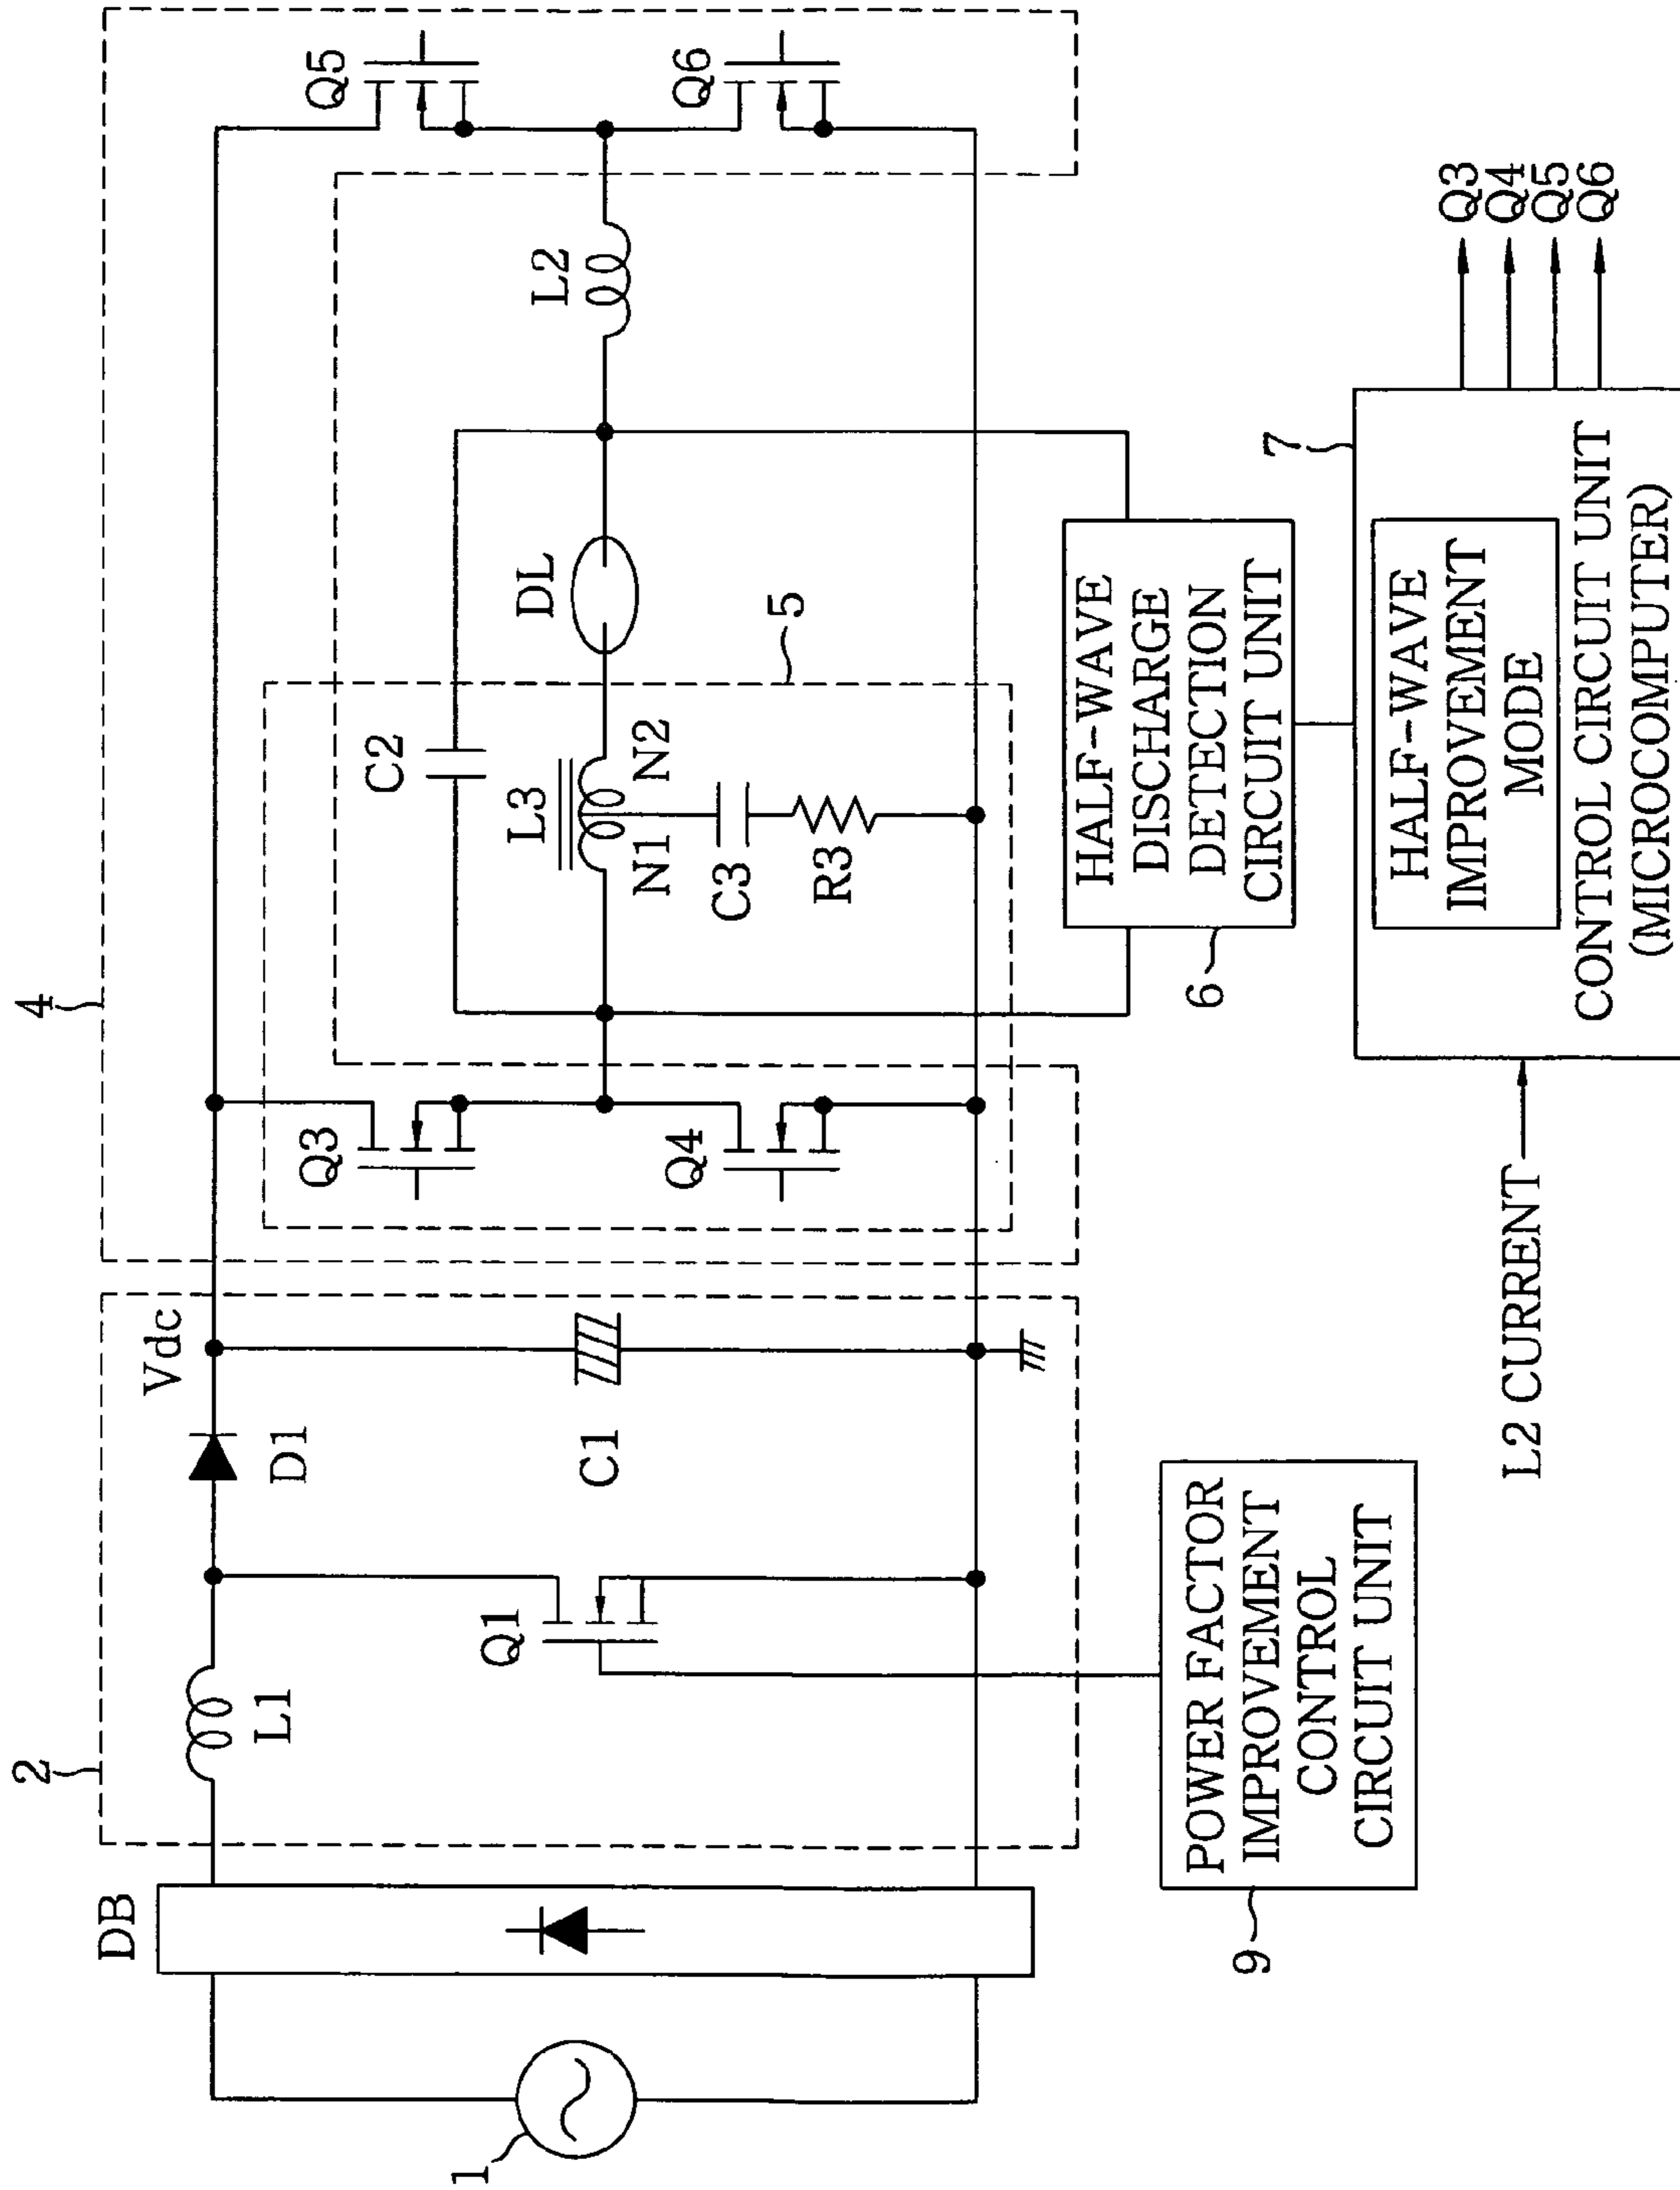 2
4
DB
L1
D1
Vdc
Q1
C1
1
Q3
Q4
C2
L3
N1
N2
C3
R3
5
DL
L2
Q5
Q6
9
POWER FACTOR
IMPROVEMENT
CONTROL
CIRCUIT UNIT
6
HALF-WAVE
DISCHARGE
DETECTION
CIRCUIT UNIT
7
L2 CURRENT
HALF-WAVE
IMPROVEMENT
MODE
CONTROL CIRCUIT UNIT
(MICROCOMPUTER)
Q3
Q4
Q5
Q6